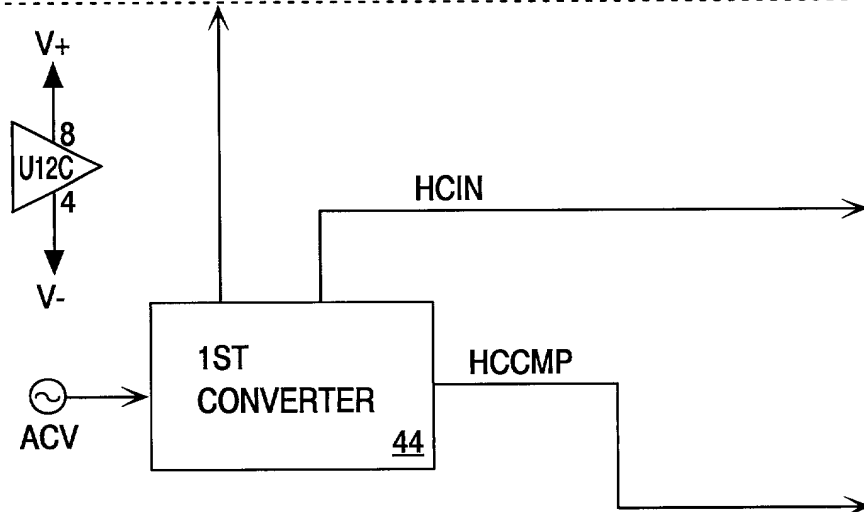 V+
8
U12C
4
V-
HCIN
1ST
CONVERTER
44
HCCMP
ACV